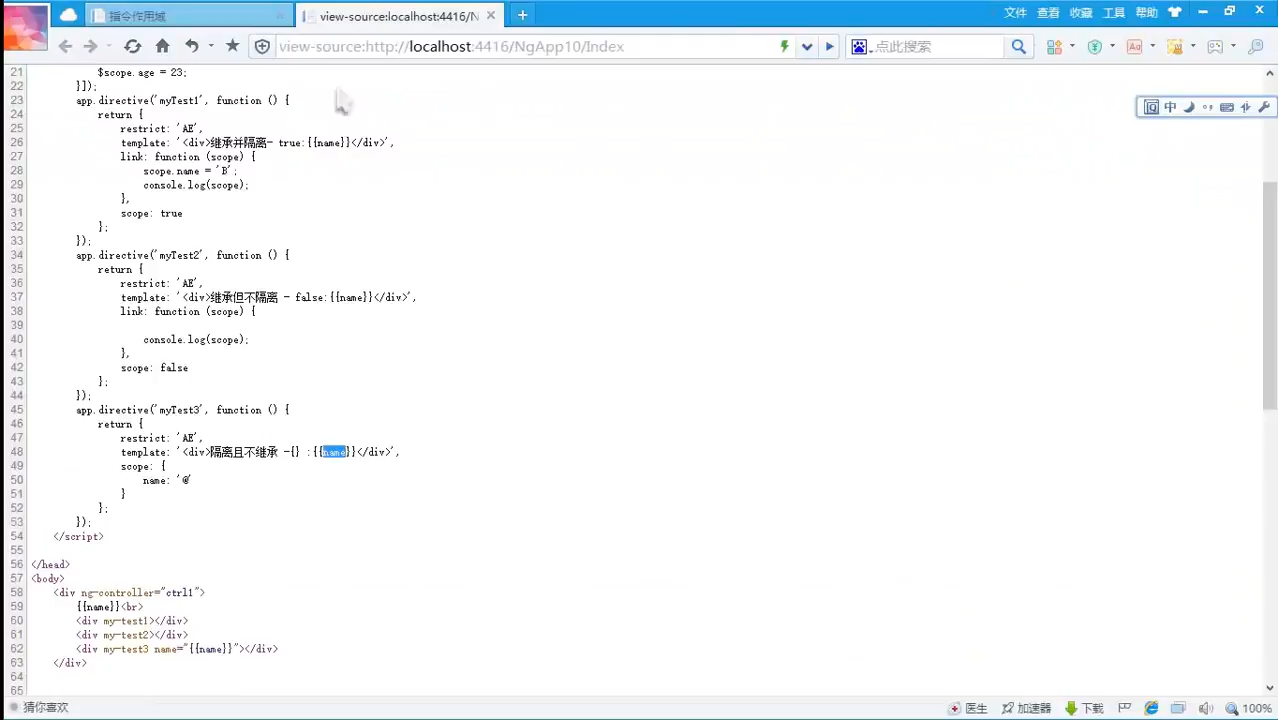 指令作用域
view-source:localhost:4416/N
文件 查看 收藏 帮助
view-source:http://localhost:4416/NgApp10/Index
点此搜索
中
21 $scope.age = 23;
22 }]);
23 app.directive('myTest1', function () {
24 return {
25 restrict: 'AE',
26 template: '<div>继承并隔离- true:{{name}}</div>',
27 link: function (scope) {
28 scope.name = 'B';
29 console.log(scope);
30 },
31 scope: true
32 };
33 });
34 app.directive('myTest2', function () {
35 return {
36 restrict: 'AE',
37 template: '<div>继承但不隔离 - false:{{name}}</div>',
38 link: function (scope) {
39
40 console.log(scope);
41 },
42 scope: false
43 };
44 });
45 app.directive('myTest3', function () {
46 return {
47 restrict: 'AE',
48 template: '<div>隔离且不继承 -{} :{{name}}</div>',
49 scope: {
50 name: '@'
51 }
52 };
53 });
54 </script>
55
56 </head>
57 <body>
58 <div ng-controller="ctrl1">
59 {{name}}<br>
60 <div my-test1></div>
61 <div my-test2></div>
62 <div my-test3 name="{{name}}"></div>
63 </div>
64
65
猜你喜欢
医生 加速器 下载 100%